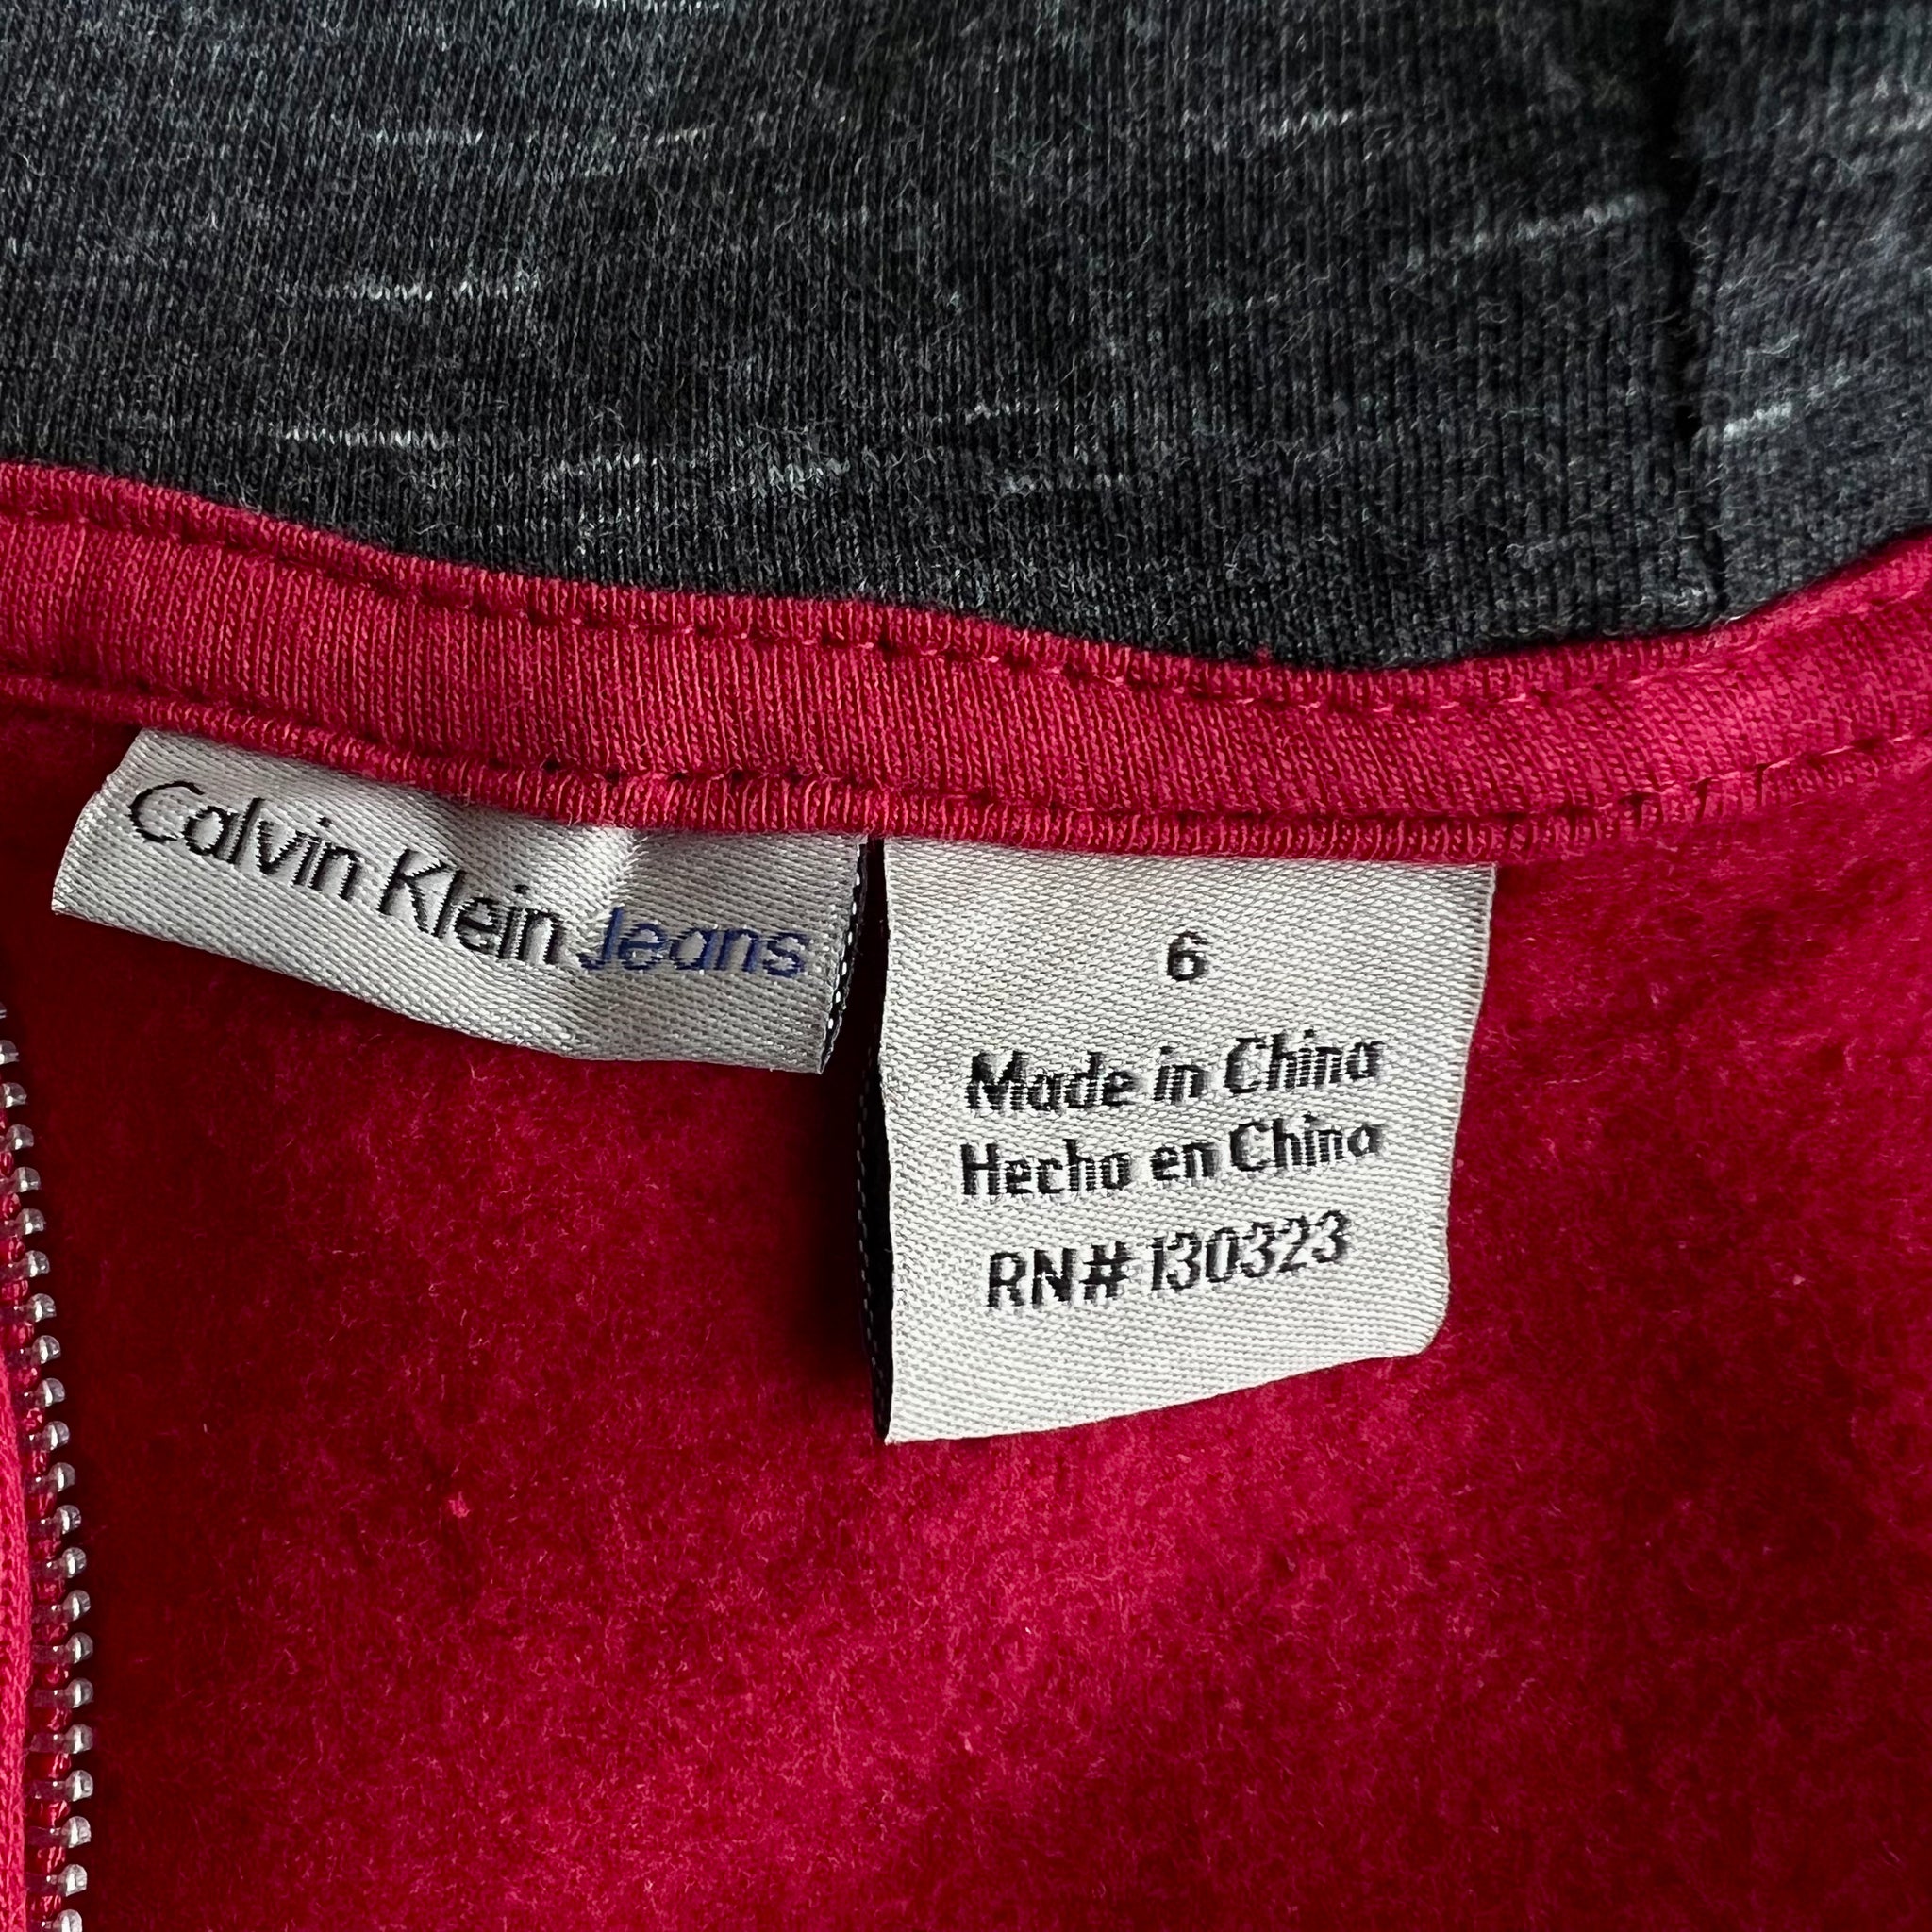 Calvin Klein Jeans
6
Made in China
Hecho en China
RN# 130323